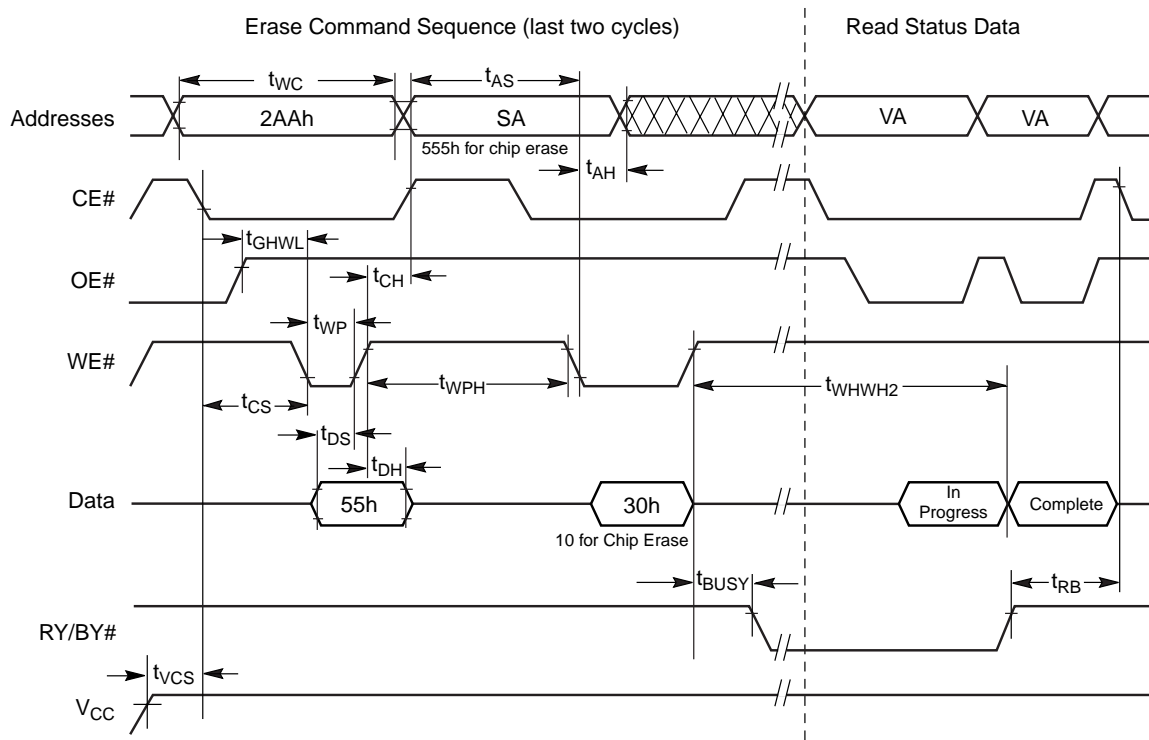 Erase Command Sequence (last two cycles)
Read Status Data
tWC
tAS
Addresses
2AAh
SA
VA
VA
555h for chip erase
tAH
CE#
tGHWL
OE#
tCH
tWP
WE#
tWPH
tWHWH2
tCS
tDS
tDH
Data
55h
30h
In
Progress
Complete
10 for Chip Erase
tBUSY
tRB
RY/BY#
tVCS
VCC